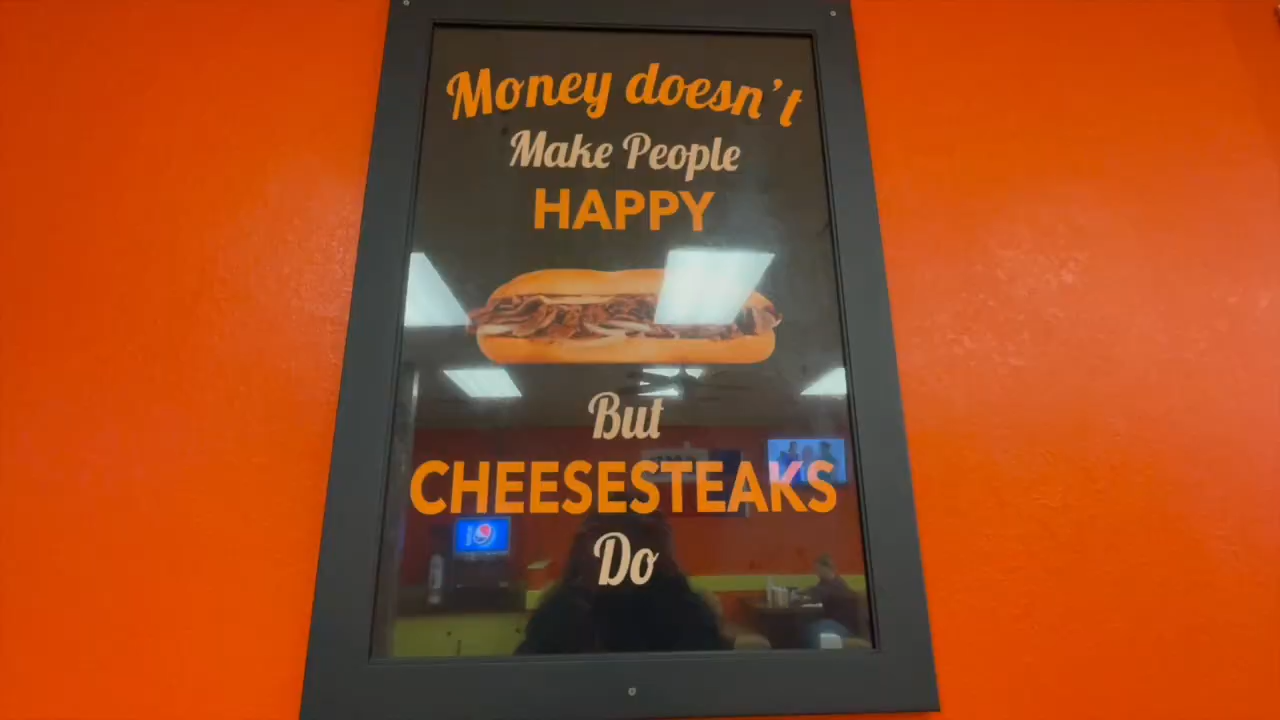 Money doesn't
Make People
HAPPY
But
CHEESESTEAKS
Do